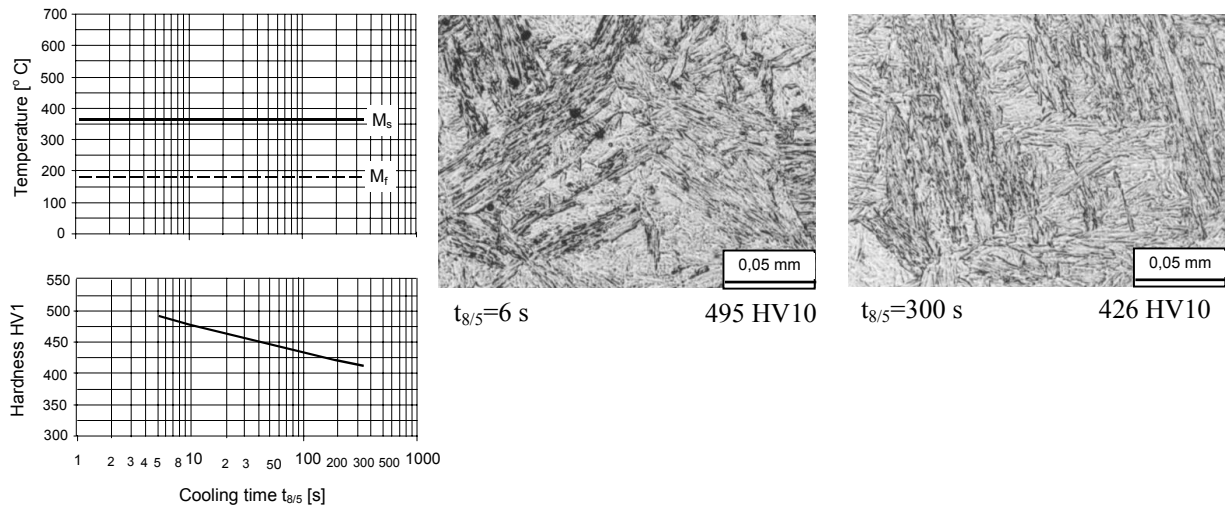 Temperature [° C]
700
600
500
400
300
200
100
0
Ms
Mf
Hardness HV1
550
500
450
400
350
300
1 2 3 4 5 8 10 2 3 50 100 200 300 500 1000
Cooling time t8/5 [s]
0,05 mm
t8/5=6 s 495 HV10
0,05 mm
t8/5=300 s 426 HV10